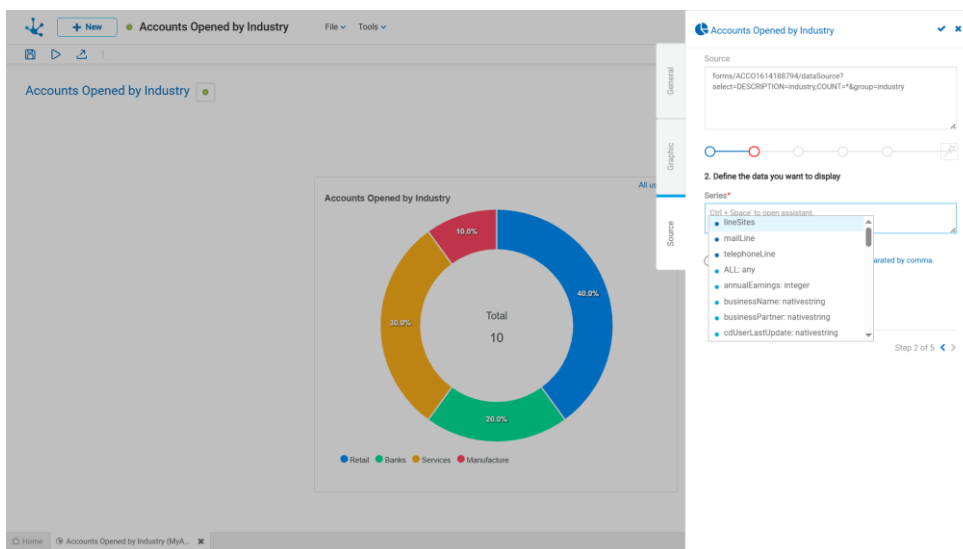 + New
Accounts Opened by Industry
File
Tools
Accounts Opened by Industry
Accounts Opened by Industry
All us
10.0%
40.0%
30.0%
Total
10
20.0%
Retail Banks Services Manufacture
Home
Accounts Opened by Industry (MyA...
General
Graphic
Source
Accounts Opened by Industry
Source
forms/ACCO1614188794/dataSource?
select=DESCRIPTION=industry,COUNT=*&group=industry
2. Define the data you want to display
Series*
'Ctrl + Space' to open assistant.
lineSites
mailLine
telephoneLine
ALL: any
annualEarnings: integer
businessName: nativestring
businessPartner: nativestring
cdUserLastUpdate: nativestring
arated by comma.
Step 2 of 5